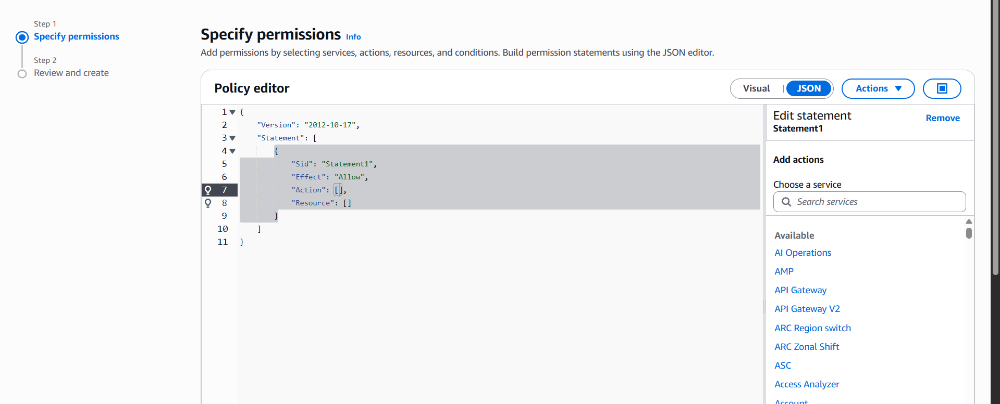 Step 1
Specify permissions
Step 2
Review and create
Specify permissions Info
Add permissions by selecting services, actions, resources, and conditions. Build permission statements using the JSON editor.
Policy editor
Visual | JSON
Actions
1 {
2 "Version": "2012-10-17",
3 "Statement": [
4 {
5 "Sid": "Statement1",
6 "Effect": "Allow",
7 "Action": [],
8 "Resource": []
9 }
10 ]
11 }
Edit statement
Remove
Statement1
Add actions
Choose a service
Search services
Available
AI Operations
AMP
API Gateway
API Gateway V2
ARC Region switch
ARC Zonal Shift
ASC
Access Analyzer
Account